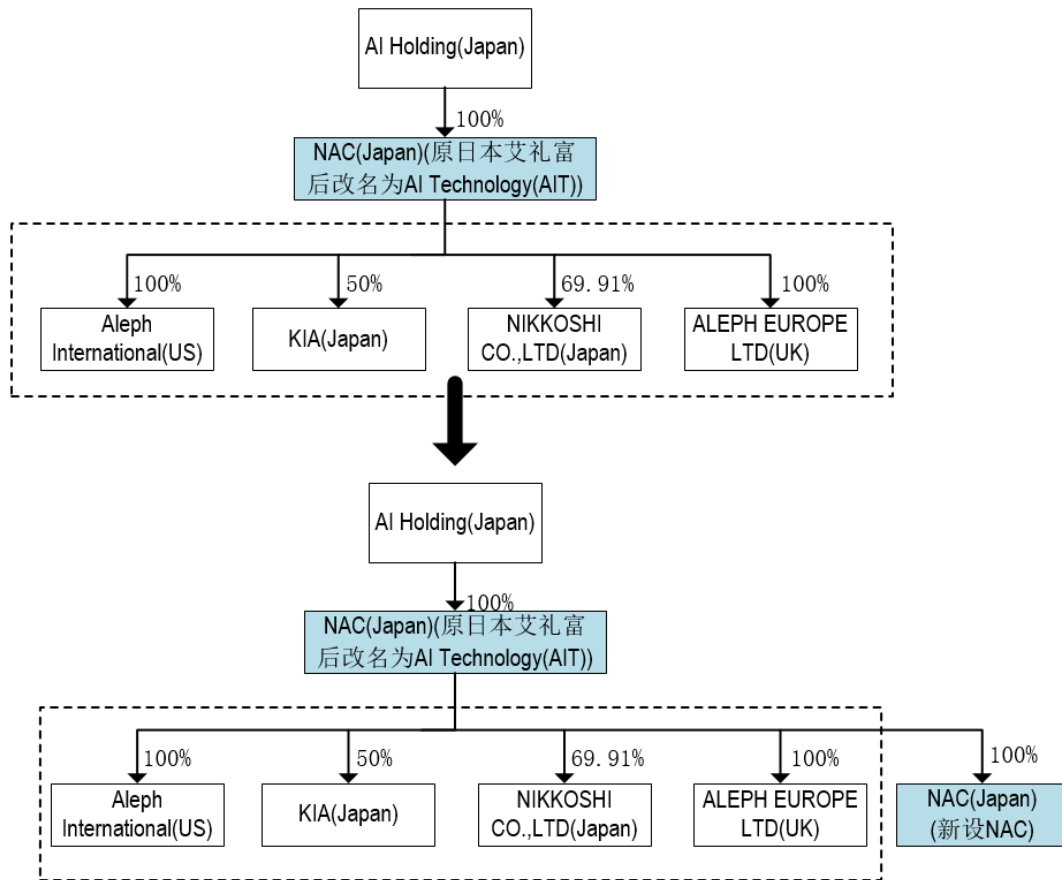 AI Holding(Japan)
100%
NAC(Japan)(原日本艾礼富
后改名为AI Technology(AIT))
100%
50%
69.91%
100%
Aleph
International(US)
KIA(Japan)
NIKKOSHI
CO.,LTD(Japan)
ALEPH EUROPE
LTD(UK)
AI Holding(Japan)
100%
NAC(Japan)(原日本艾礼富
后改名为AI Technology(AIT))
100%
50%
69.91%
100%
100%
Aleph
International(US)
KIA(Japan)
NIKKOSHI
CO.,LTD(Japan)
ALEPH EUROPE
LTD(UK)
NAC(Japan)
(新设NAC)